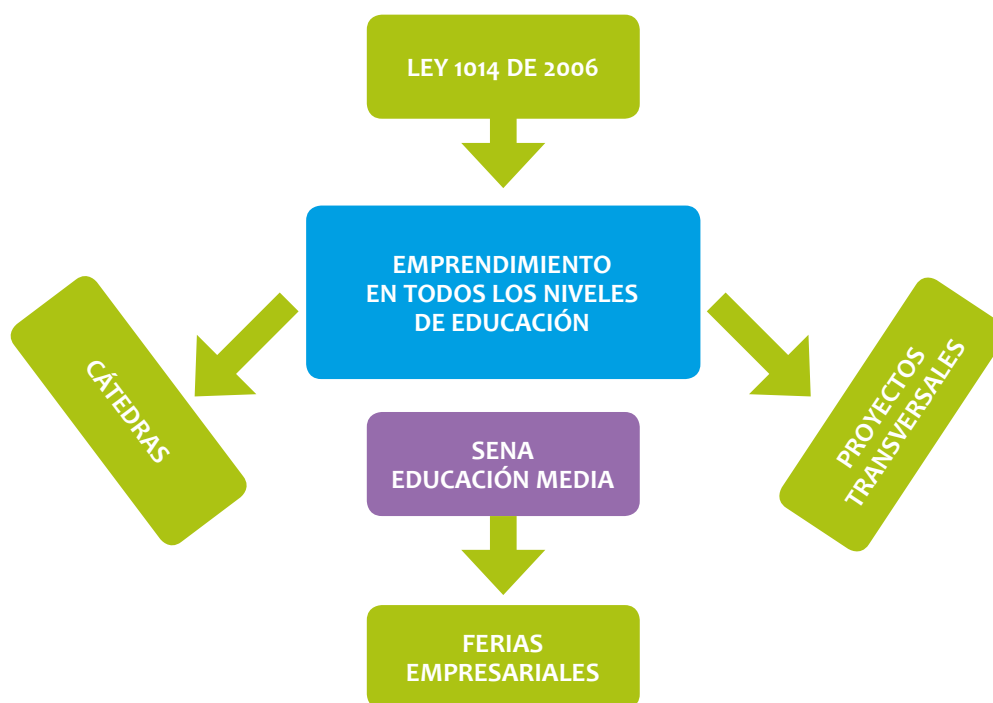 LEY 1014 DE 2006
EMPRENDIMIENTO
EN TODOS LOS NIVELES
DE EDUCACIÓN
CÁTEDRAS
PROYECTOS
TRANSVERSALES
SENA
EDUCACIÓN MEDIA
FERIAS
EMPRESARIALES